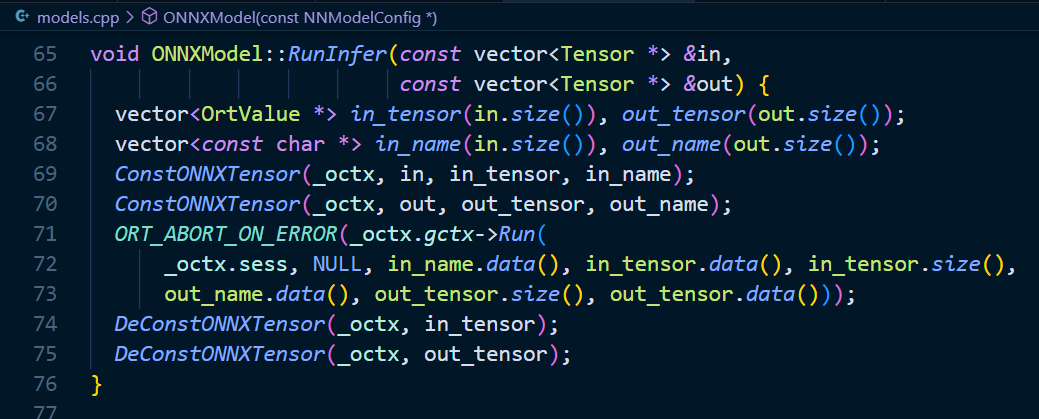 models.cpp > ONNXModel(const NNModelConfig *)
65 void ONNXModel::RunInfer(const vector<Tensor *> &in,
66 const vector<Tensor *> &out) {
67 vector<OrtValue *> in_tensor(in.size()), out_tensor(out.size());
68 vector<const char *> in_name(in.size()), out_name(out.size());
69 ConstONNXTensor(_octx, in, in_tensor, in_name);
70 ConstONNXTensor(_octx, out, out_tensor, out_name);
71 ORT_ABORT_ON_ERROR(_octx.gctx->Run(
72 _octx.sess, NULL, in_name.data(), in_tensor.data(), in_tensor.size(),
73 out_name.data(), out_tensor.size(), out_tensor.data()));
74 DeConstONNXTensor(_octx, in_tensor);
75 DeConstONNXTensor(_octx, out_tensor);
76 }
77